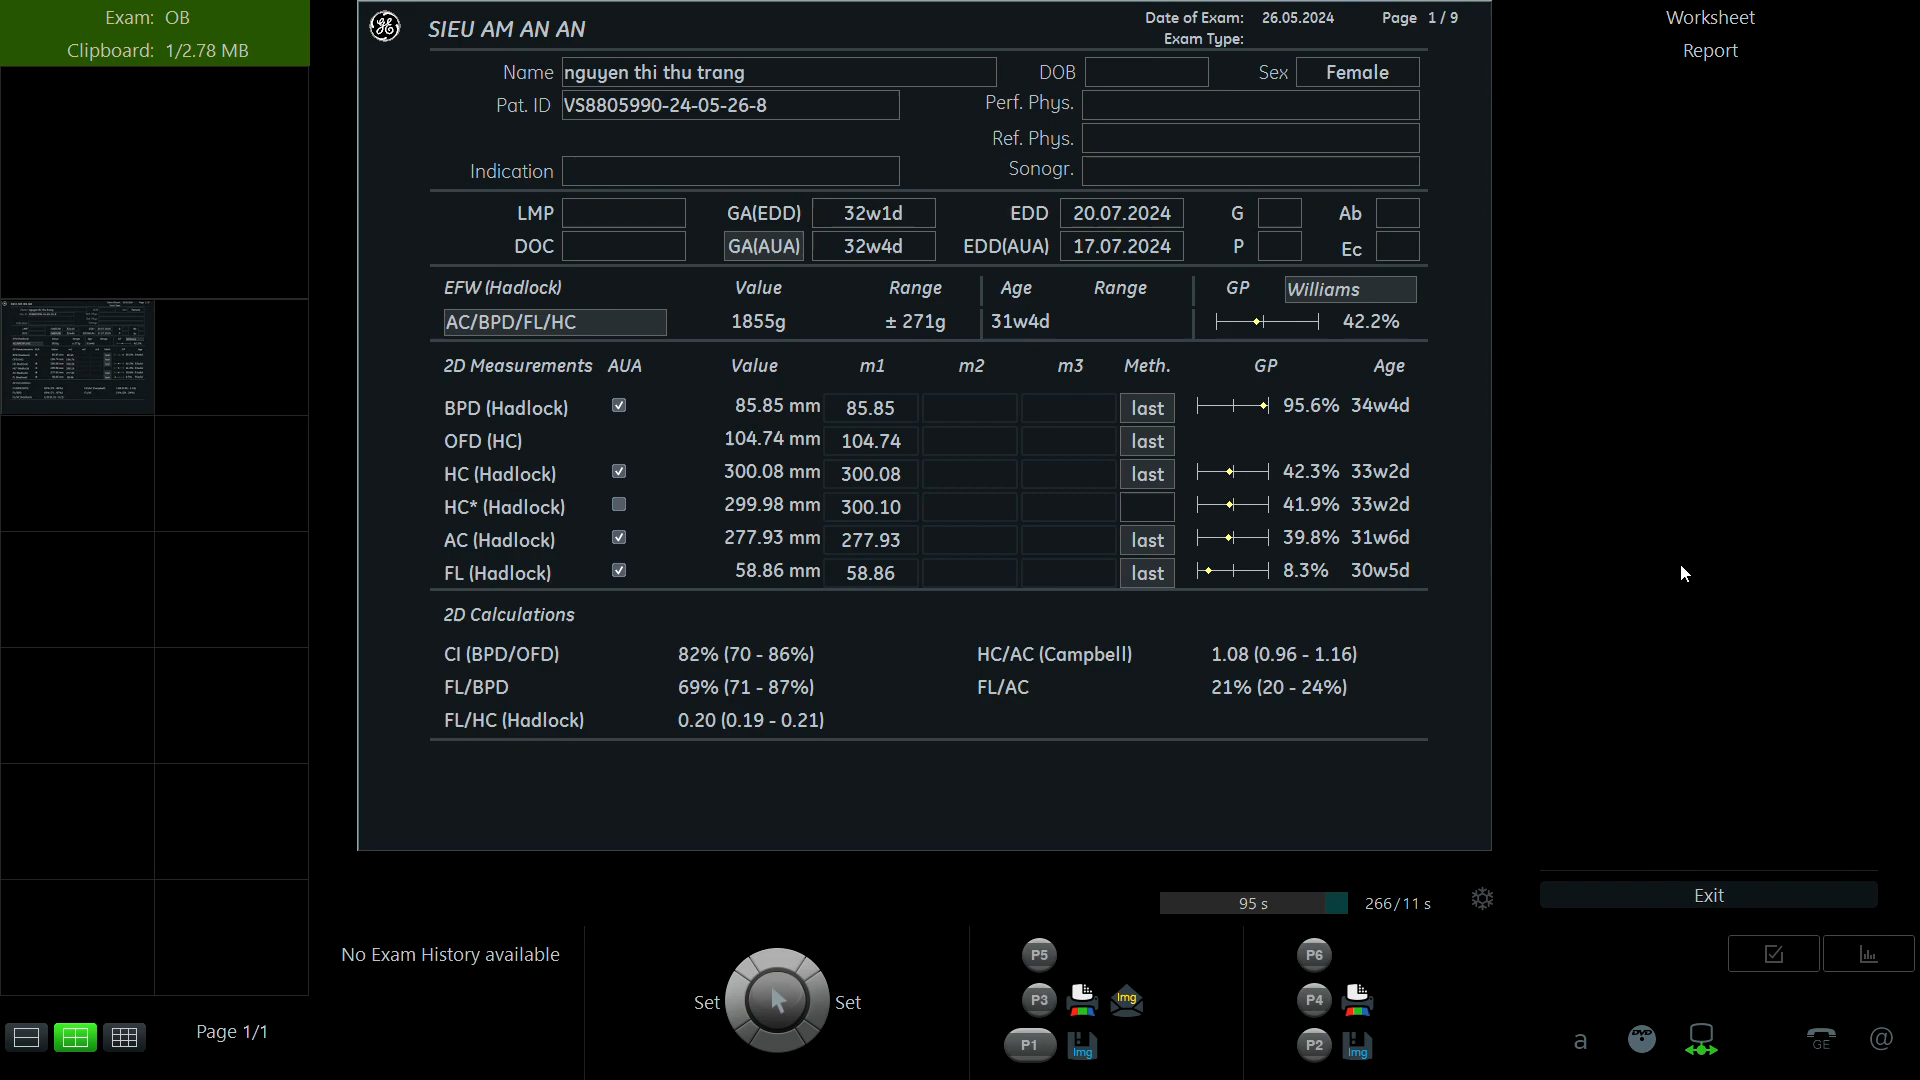 Exam: OB
Clipboard: 1/2.78 MB
SIEU AM AN AN
Date of Exam: 26.05.2024 Page 1 / 9
Exam Type:
Name nguyen thi thu trang DOB Sex Female
Pat. ID VS8805990-24-05-26-8 Perf. Phys.
Ref. Phys.
Indication Sonogr.
LMP GA(EDD) 32w1d EDD 20.07.2024 G Ab
DOC GA(AUA) 32w4d EDD(AUA) 17.07.2024 P Ec
EFW (Hadlock) Value Range Age Range GP Williams
AC/BPD/FL/HC 1855g ± 271g 31w4d 42.2%
2D Measurements AUA Value m1 m2 m3 Meth. GP Age
BPD (Hadlock) 85.85 mm 85.85 last 95.6% 34w4d
OFD (HC) 104.74 mm 104.74 last
HC (Hadlock) 300.08 mm 300.08 last 42.3% 33w2d
HC* (Hadlock) 299.98 mm 300.10 41.9% 33w2d
AC (Hadlock) 277.93 mm 277.93 last 39.8% 31w6d
FL (Hadlock) 58.86 mm 58.86 last 8.3% 30w5d
2D Calculations
CI (BPD/OFD) 82% (70 - 86%) HC/AC (Campbell) 1.08 (0.96 - 1.16)
FL/BPD 69% (71 - 87%) FL/AC 21% (20 - 24%)
FL/HC (Hadlock) 0.20 (0.19 - 0.21)
Worksheet
Report
95 s 266/11 s
Exit
No Exam History available
Set Set
P5 P6
P3 Img P4
P1 Img P2 Img
Page 1/1
a DVD GE @